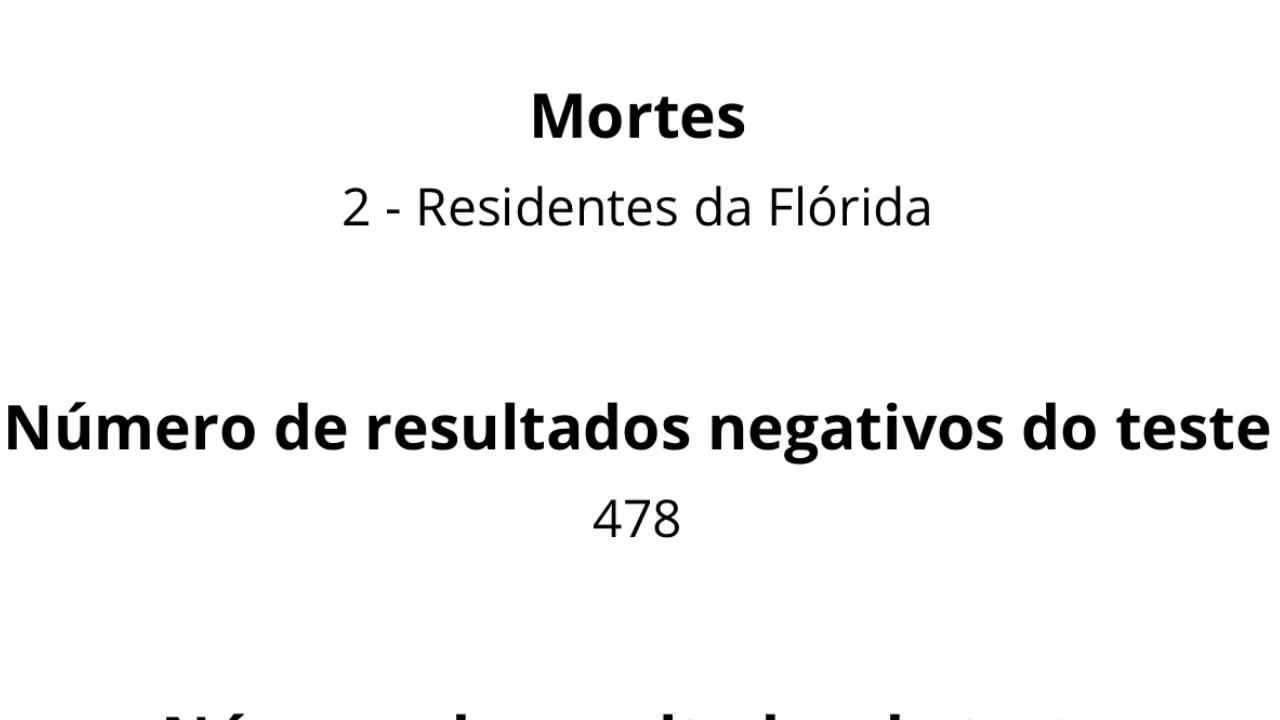 Mortes
2 - Residentes da Flórida
Número de resultados negativos do teste
478